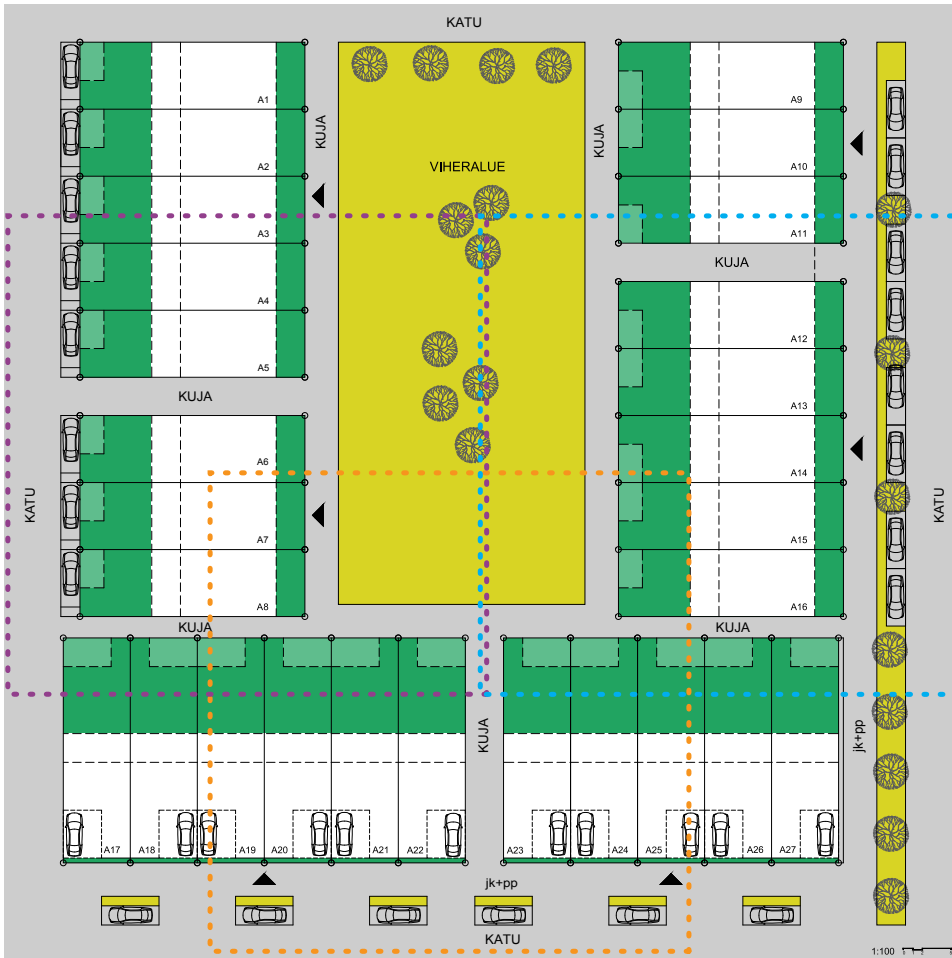 KATU
A1
A9
KUJA
KUJA
A2
VIHERALUE
A10
A3
A11
KUJA
A4
A12
A5
KUJA
A13
A6
A14
KATU
KATU
A7
A15
A8
A16
KUJA
KUJA
KUJA
jk+pp
A17
A18
A19
A20
A21
A22
A23
A24
A25
A26
A27
jk+pp
KATU
1:100